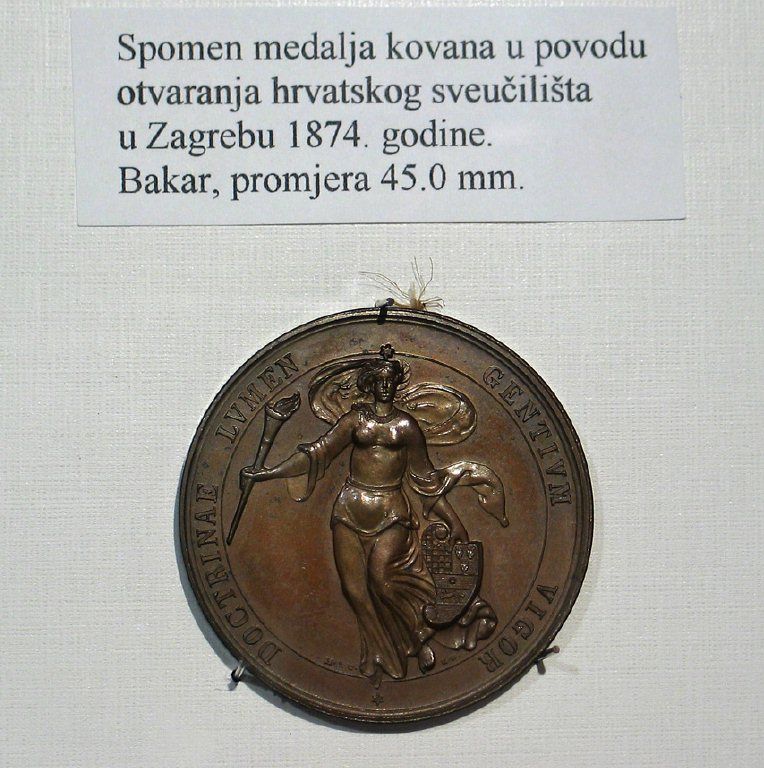 Spomen medalja kovana u povodu
otvaranja hrvatskog sveučilišta
u Zagrebu 1874. godine.
Bakar, promjera 45.0 mm.
DOCTRINAE LVMEN GENTIVM VIGOR